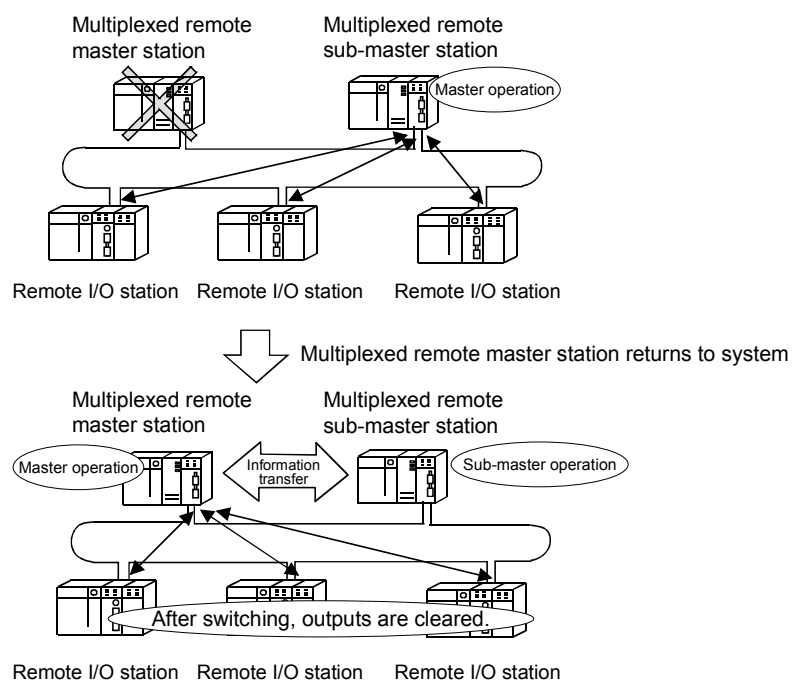 Multiplexed remote
master station
Multiplexed remote
sub-master station
Master operation
Remote I/O station
Remote I/O station
Remote I/O station
Multiplexed remote master station returns to system
Multiplexed remote
master station
Multiplexed remote
sub-master station
Master operation
Information
transfer
Sub-master operation
After switching, outputs are cleared.
Remote I/O station
Remote I/O station
Remote I/O station